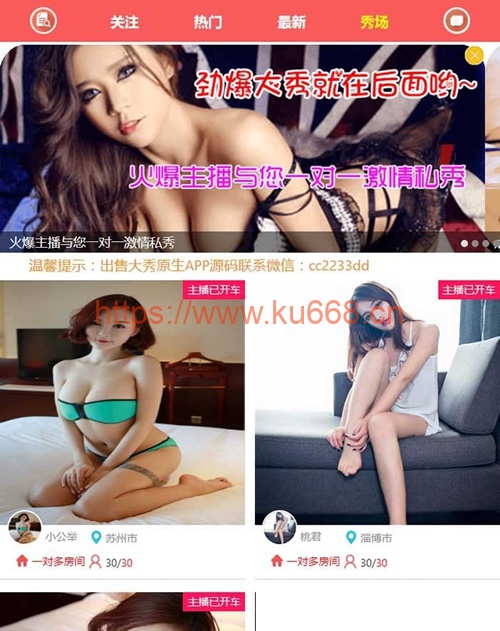 关注 热门 最新 秀场
劲爆大秀就在后面哟~
火爆主播与您一对一激情私秀
火爆主播与您一对一激情私秀
温馨提示：出售大秀原生APP源码联系微信：cc2233dd
主播已开车 主播已开车
https://www.ku668.cn
小公举 苏州市 桃君 淄博市
一对多房间 30/30 一对多房间 30/30
主播已开车